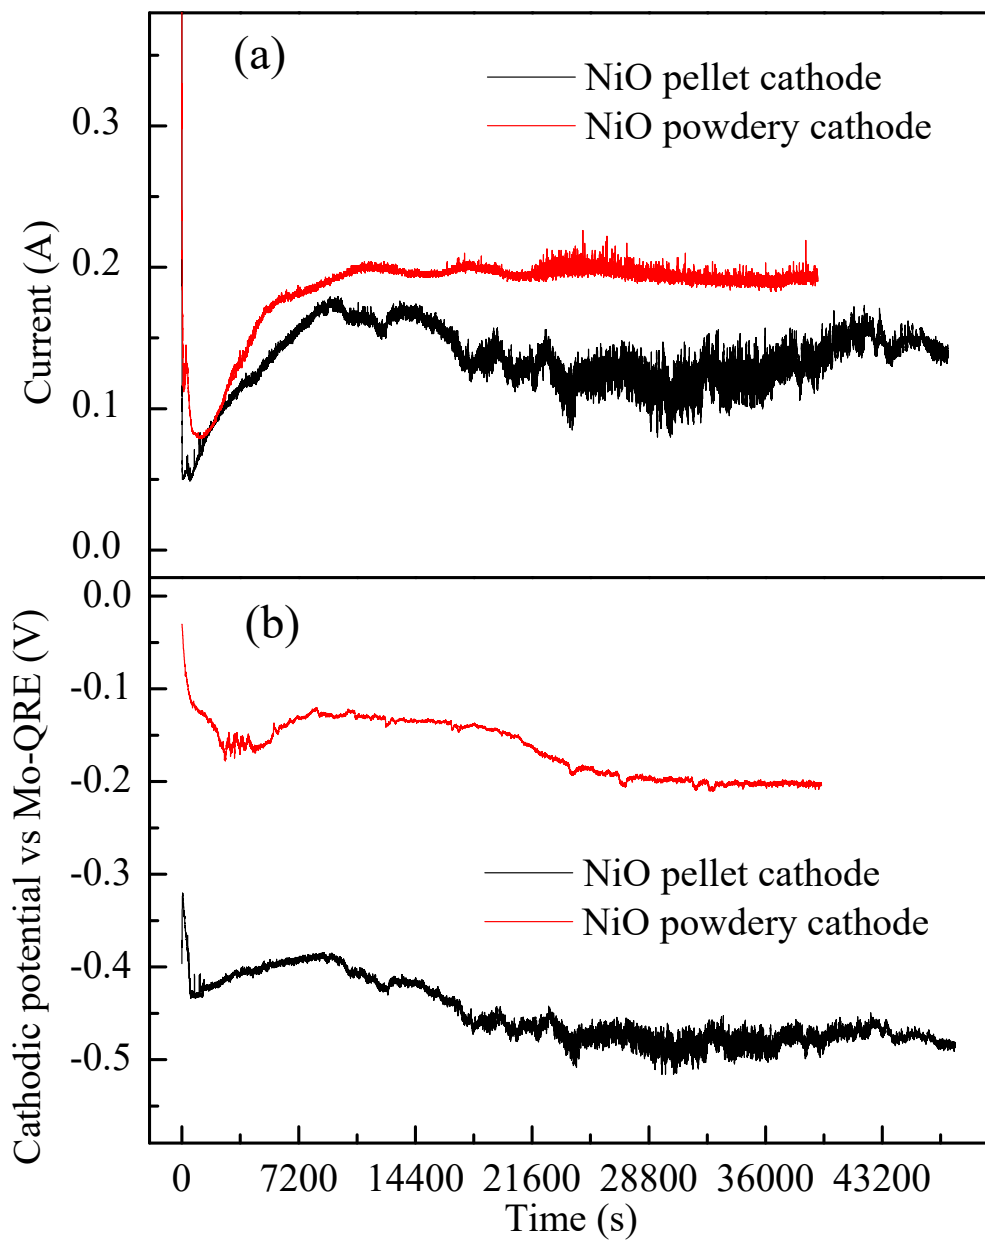 (a)
NiO pellet cathode
NiO powdery cathode
0.3
0.2
0.1
0.0
Current (A)
(b)
0.0
-0.1
-0.2
-0.3
-0.4
-0.5
Cathodic potential vs Mo-QRE (V)
NiO pellet cathode
NiO powdery cathode
0 7200 14400 21600 28800 36000 43200
Time (s)